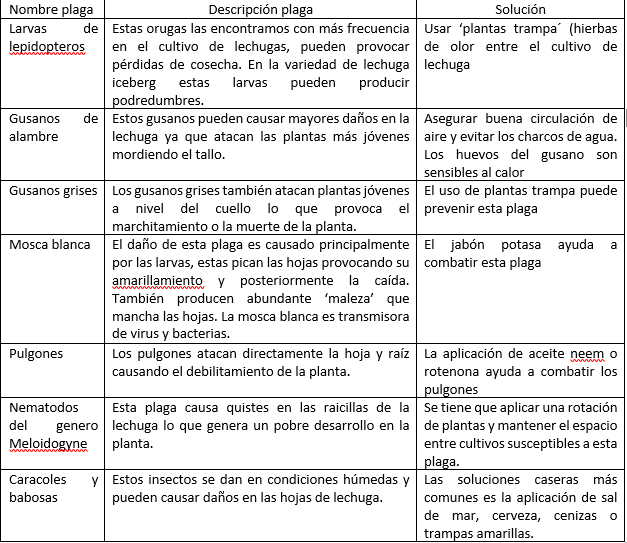 Nombre plaga
Descripción plaga
Solución
Larvas de
lepidopteros
Estas orugas las encontramos con más frecuencia
en el cultivo de lechugas, pueden provocar
pérdidas de cosecha. En la variedad de lechuga
iceberg estas larvas pueden producir
podredumbres.
Usar ‘plantas trampa´ (hierbas
de olor entre el cultivo de
lechuga
Gusanos de
alambre
Estos gusanos pueden causar mayores daños en la
lechuga ya que atacan las plantas más jóvenes
mordiendo el tallo.
Asegurar buena circulación de
aire y evitar los charcos de agua.
Los huevos del gusano son
sensibles al calor
Gusanos grises
Los gusanos grises también atacan plantas jóvenes
a nivel del cuello lo que provoca el
marchitamiento o la muerte de la planta.
El uso de plantas trampa puede
prevenir esta plaga
Mosca blanca
El daño de esta plaga es causado principalmente
por las larvas, estas pican las hojas provocando su
amarillamiento y posteriormente la caída.
También producen abundante ‘maleza’ que
mancha las hojas. La mosca blanca es transmisora
de virus y bacterias.
El jabón potasa ayuda a
combatir esta plaga
Pulgones
Los pulgones atacan directamente la hoja y raíz
causando el debilitamiento de la planta.
La aplicación de aceite neem o
rotenona ayuda a combatir los
pulgones
Nematodos
del genero
Meloidogyne
Esta plaga causa quistes en las raicillas de la
lechuga lo que genera un pobre desarrollo en la
planta.
Se tiene que aplicar una rotación
de plantas y mantener el espacio
entre cultivos susceptibles a esta
plaga.
Caracoles y
babosas
Estos insectos se dan en condiciones húmedas y
pueden causar daños en las hojas de lechuga.
Las soluciones caseras más
comunes es la aplicación de sal
de mar, cerveza, cenizas o
trampas amarillas.